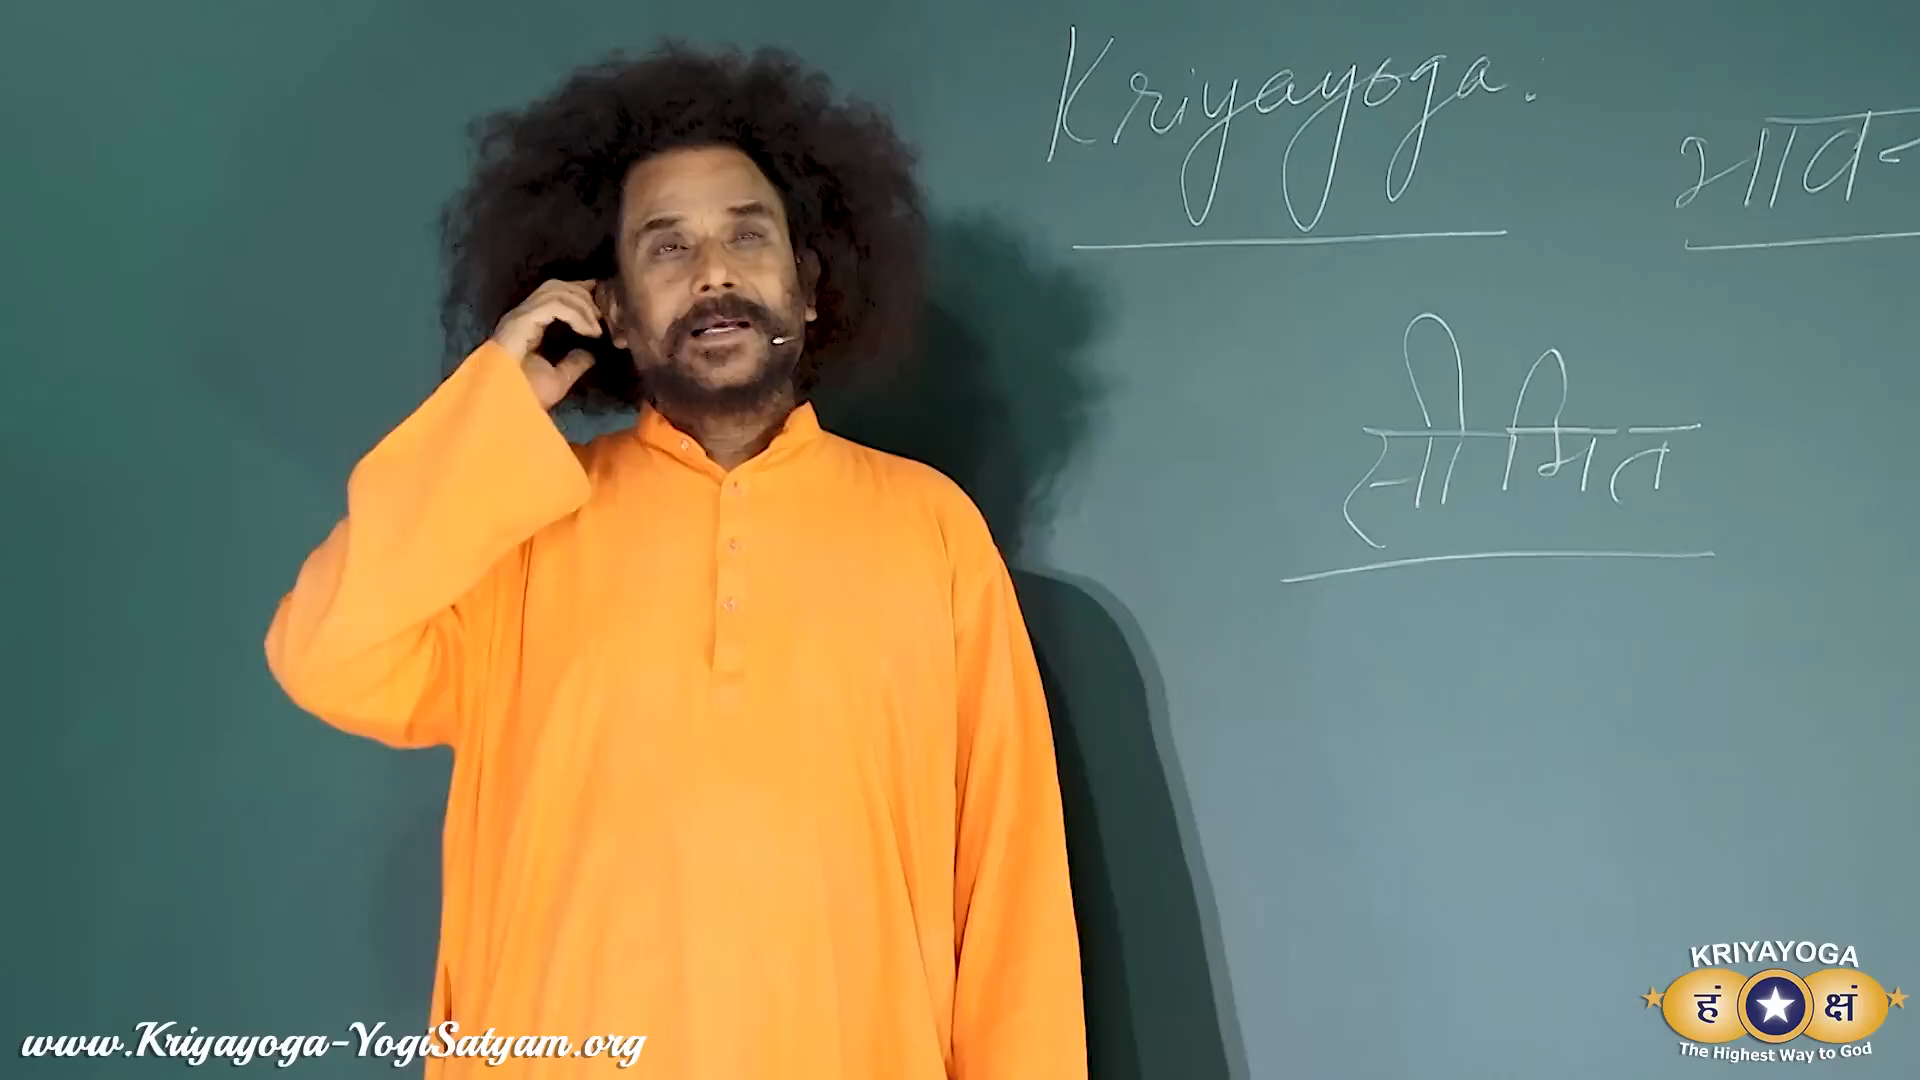 Kriyayoga :
सीमित
www.Kriyayoga-YogiSatyam.org
KRIYAYOGA
हं क्षं
The Highest Way to God